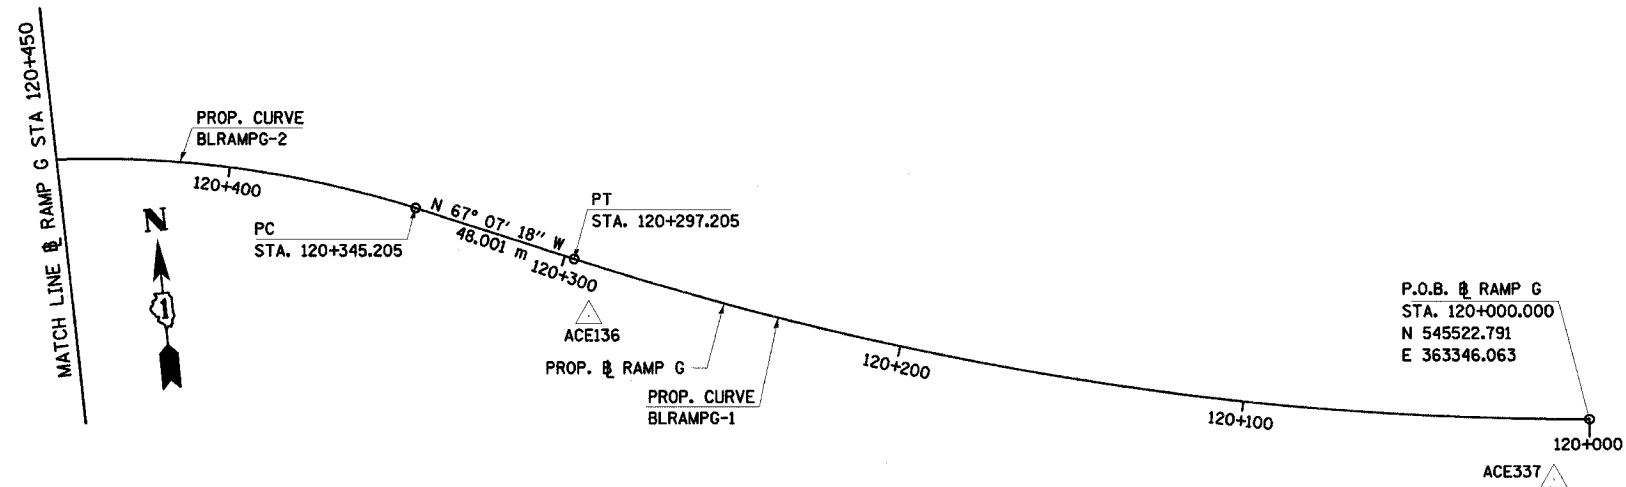 MATCH LINE ⅊ RAMP G STA 120+450
PROP. CURVE
BLRAMPG-2
120+400
N
1
PC
STA. 120+345.205
N 67° 07' 18" W
48.001 m
PT
STA. 120+297.205
120+300
ACE136
PROP. ⅊ RAMP G
PROP. CURVE
BLRAMPG-1
120+200
120+100
P.O.B. ⅊ RAMP G
STA. 120+000.000
N 545522.791
E 363346.063
120+000
ACE337